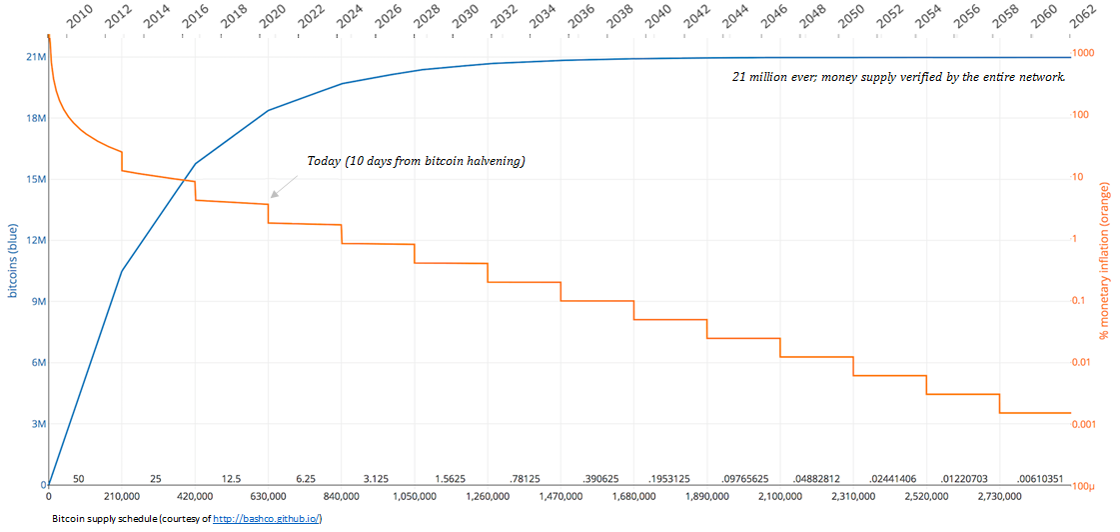 2010 2012 2014 2016 2018 2020 2022 2024 2026 2028 2030 2032 2034 2036 2038 2040 2042 2044 2046 2048 2050 2052 2054 2056 2058 2060 2062
21M
1000
21 million ever; money supply verified by the entire network.
18M
100
Today (10 days from bitcoin halvening)
15M
10
12M
1
bitcoins (blue)
% monetary inflation (orange)
9M
0.1
6M
0.01
3M
0.001
50 25 12.5 6.25 3.125 1.5625 .78125 .390625 .1953125 .09765625 .04882812 .02441406 .01220703 .00610351
0
100µ
0 210,000 420,000 630,000 840,000 1,050,000 1,260,000 1,470,000 1,680,000 1,890,000 2,100,000 2,310,000 2,520,000 2,730,000
Bitcoin supply schedule (courtesy of http://bashco.github.io/)